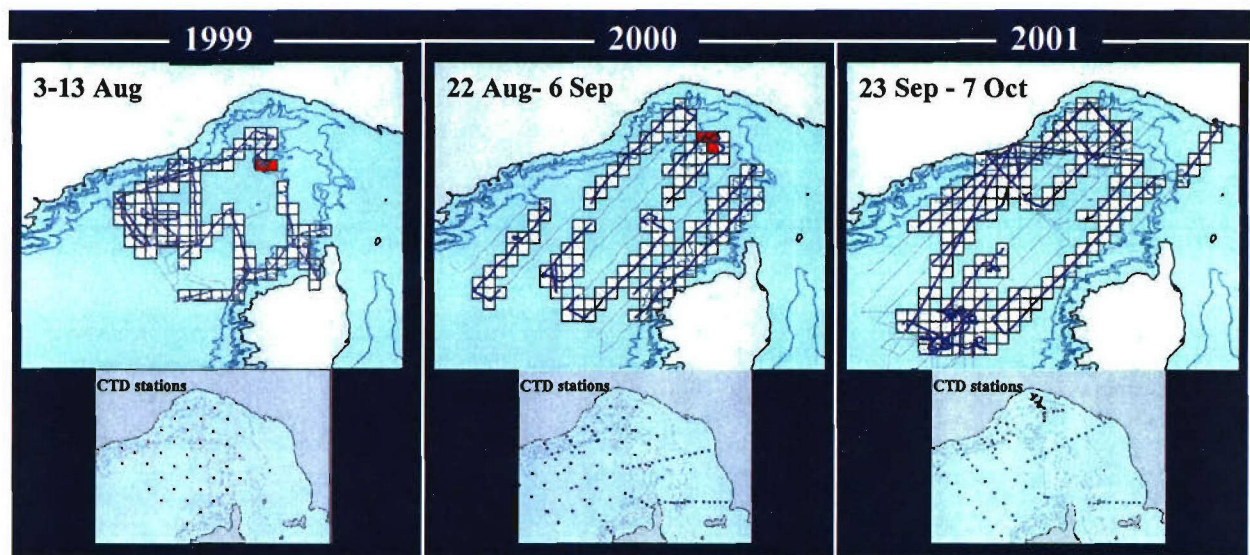 1999
2000
2001
3-13 Aug
22 Aug- 6 Sep
23 Sep - 7 Oct
CTD stations
CTD stations
CTD stations